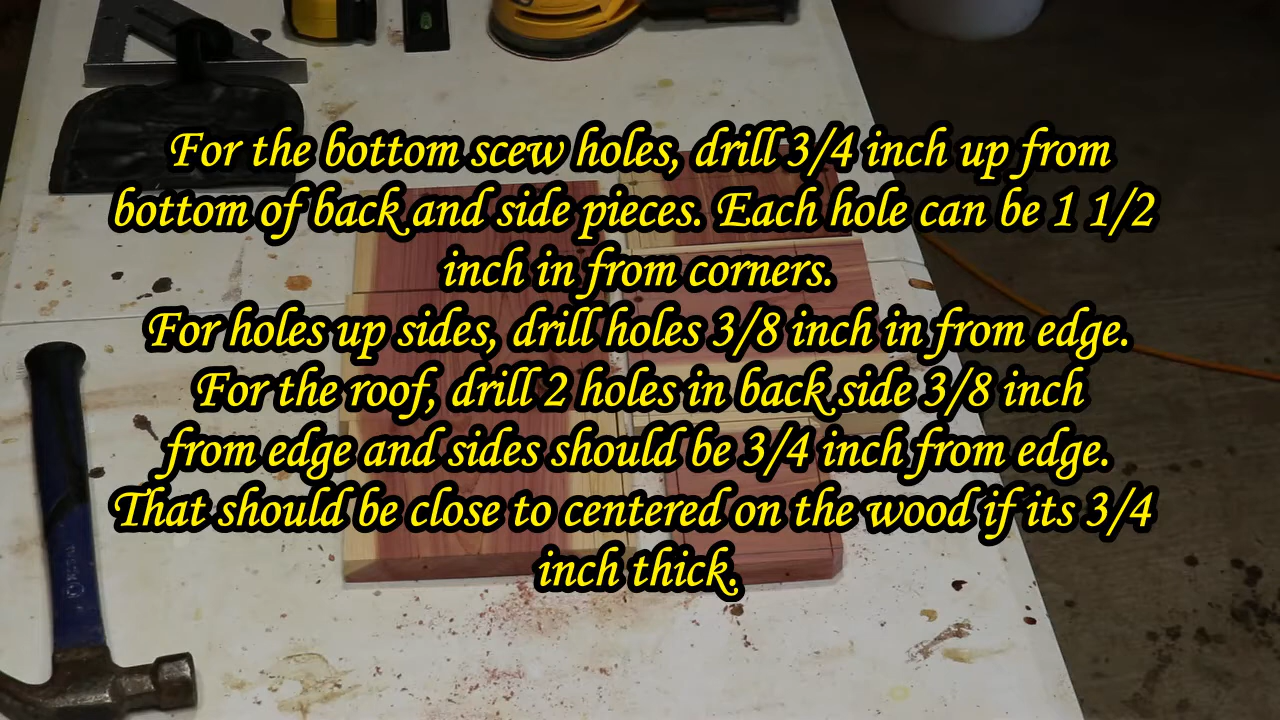 For the bottom scew holes, drill 3/4 inch up from
bottom of back and side pieces. Each hole can be 1 1/2
inch in from corners.
For holes up sides, drill holes 3/8 inch in from edge.
For the roof, drill 2 holes in back side 3/8 inch
from edge and sides should be 3/4 inch from edge.
That should be close to centered on the wood if its 3/4
inch thick.